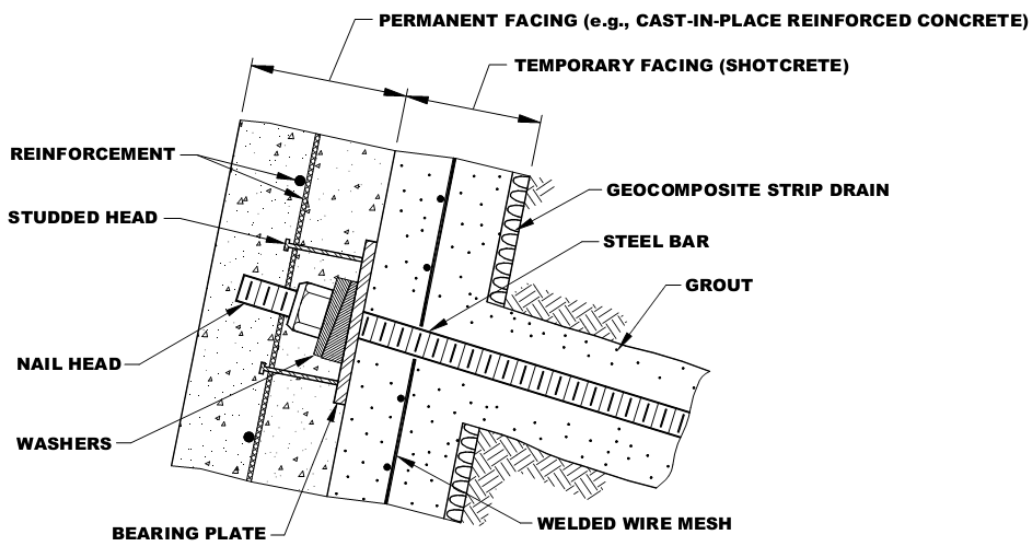 PERMANENT FACING (e.g., CAST-IN-PLACE REINFORCED CONCRETE)
TEMPORARY FACING (SHOTCRETE)
REINFORCEMENT
GEOCOMPOSITE STRIP DRAIN
STUDDED HEAD
STEEL BAR
GROUT
NAIL HEAD
WASHERS
WELDED WIRE MESH
BEARING PLATE